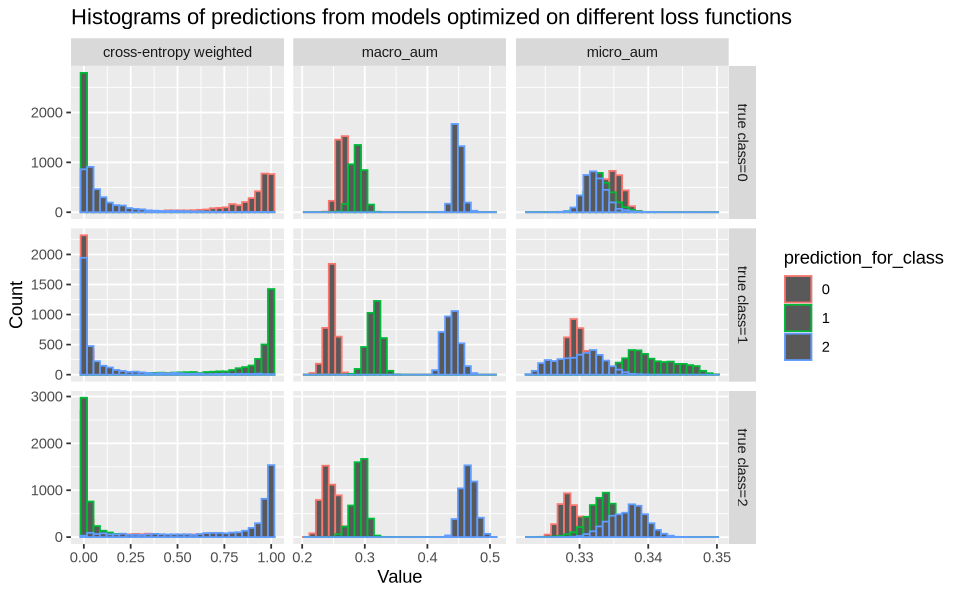 Histograms of predictions from models optimized on different loss functions
cross-entropy weighted
macro_aum
micro_aum
2000
1000
0
true class=0
2000
1500
1000
500
0
true class=1
3000
2000
1000
0
true class=2
0.00 0.25 0.50 0.75 1.00
0.2 0.3 0.4 0.5
0.33 0.34 0.35
Count
Value
prediction_for_class
0
1
2